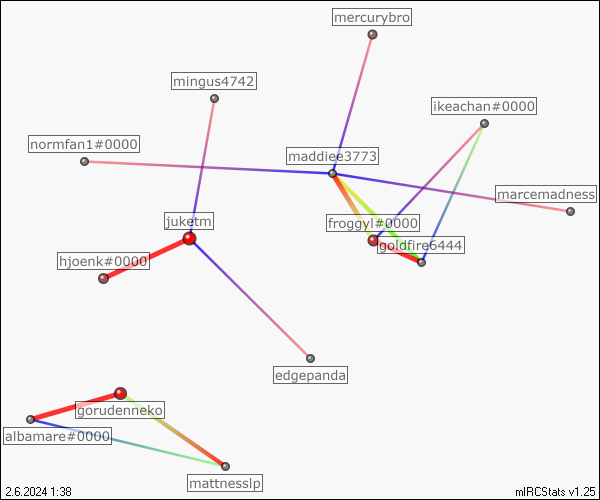 mercurybro
mingus4742
ikeachan#0000
normfan1#0000
maddiee3773
marcemadness
juketm
froggyl#0000
goldfire6444
hjoenk#0000
edgepanda
gorudenneko
albamare#0000
mattnesslp
2.6.2024 1:38
mIRCStats v1.25